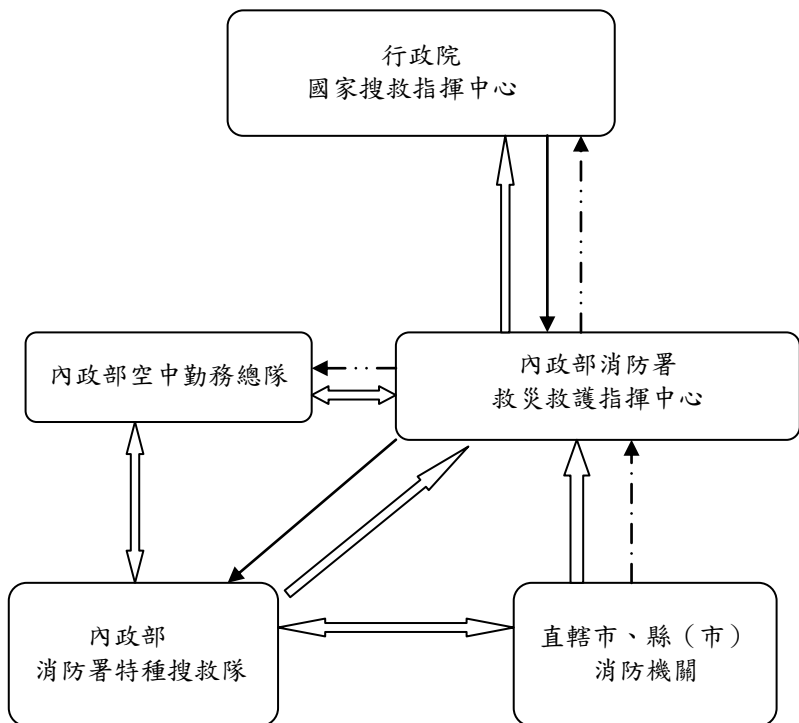 行政院
國家搜救指揮中心
內政部空中勤務總隊
內政部消防署
救災救護指揮中心
內政部
消防署特種搜救隊
直轄市、縣（市）
消防機關